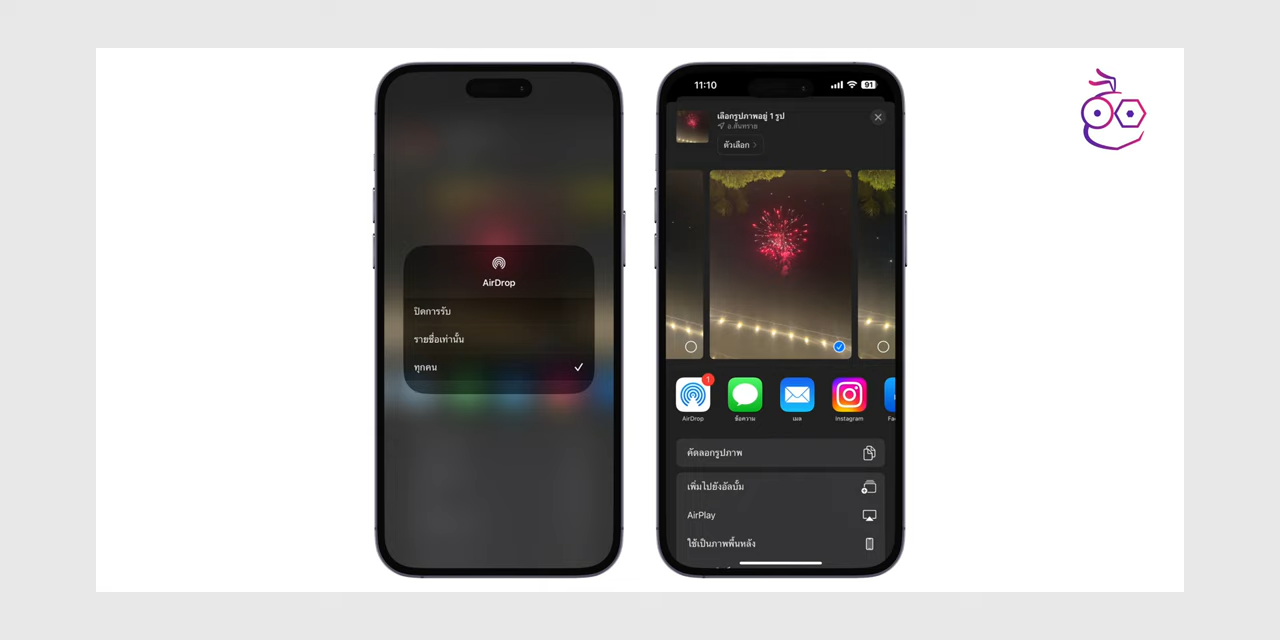 AirDrop
ปิดการรับ
รายชื่อเท่านั้น
ทุกคน
11:10
91
เลือกรูปภาพอยู่ 1 รูป
อ.สันทราย
ตัวเลือก
1
AirDrop
ข้อความ
เมล
Instagram
คัดลอกรูปภาพ
เพิ่มไปยังอัลบั้ม
AirPlay
ใช้เป็นภาพพื้นหลัง